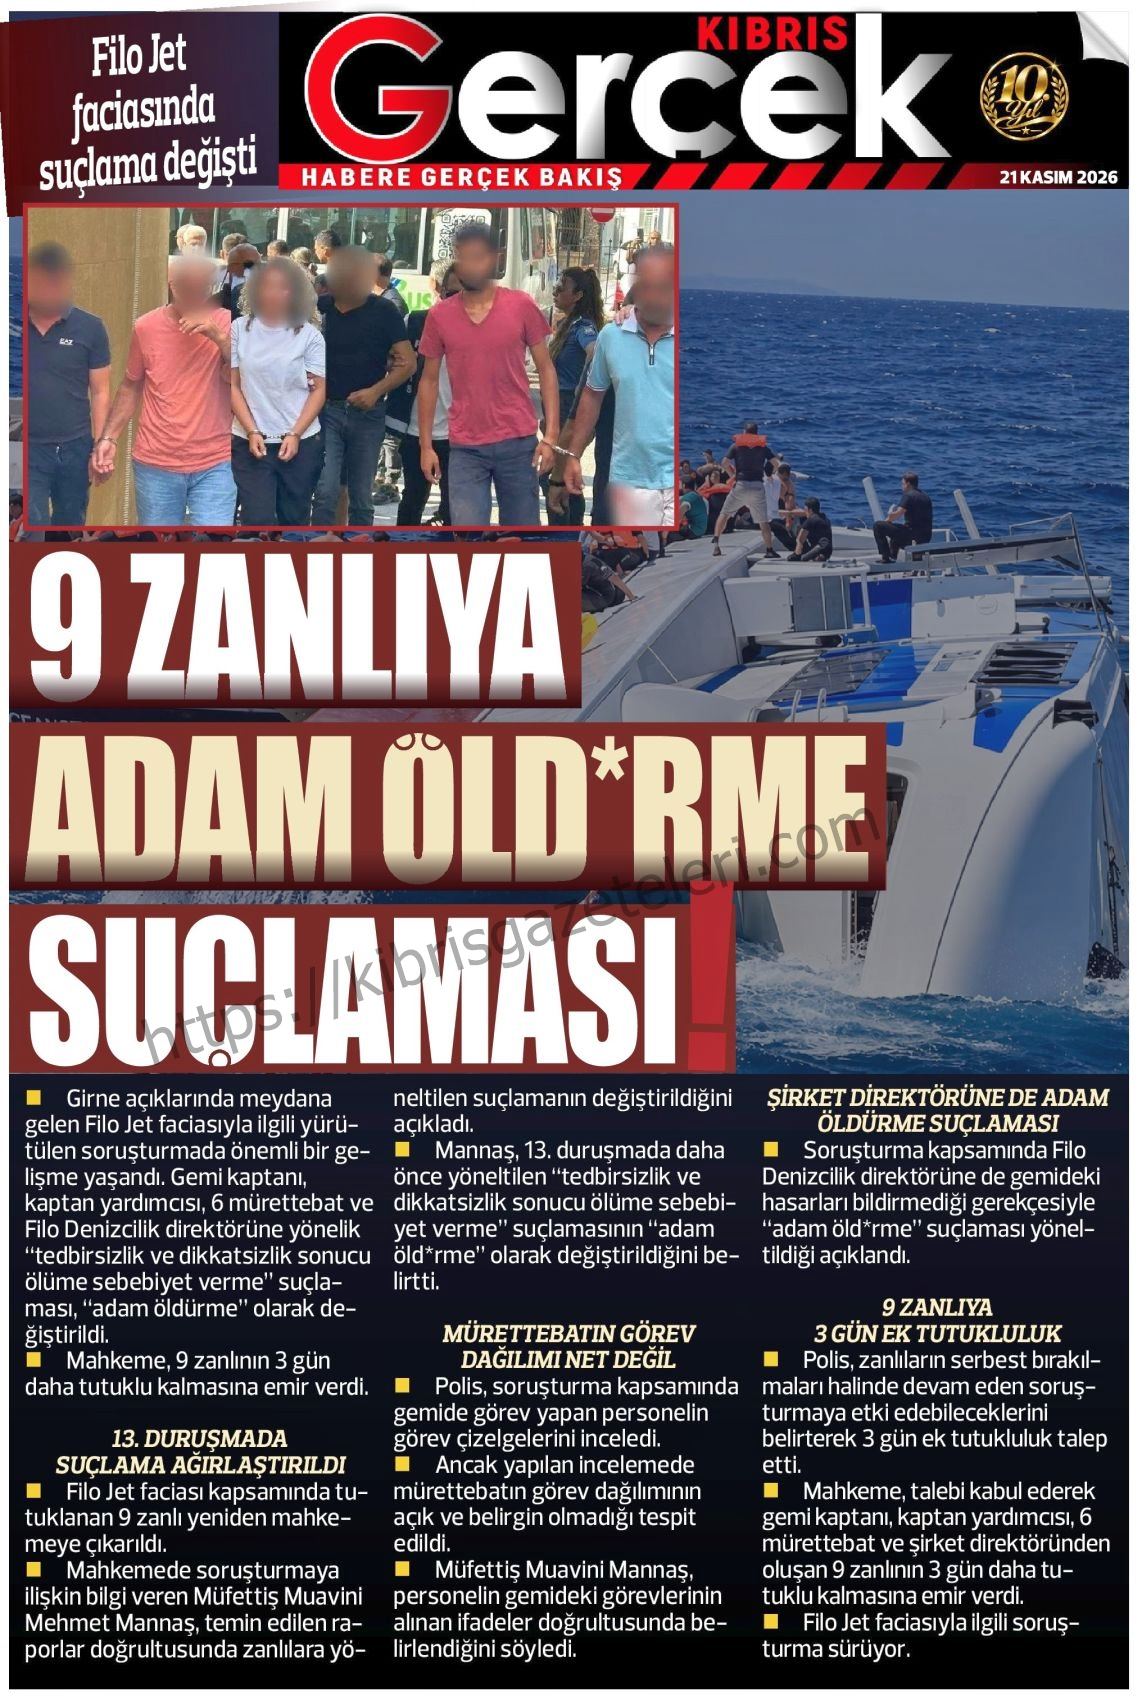 Filo Jet
faciasında
suçlama değişti
KIBRIS
Gerçek
10.
Yıl
HABERE GERÇEK BAKIŞ
21 KASIM 2026
EAZ
US
9 ZANLIYA
ADAM ÖLD*RME
SUÇLAMASI!
https://kibrisgazeteleri.com
Girne açıklarında meydana
gelen Filo Jet faciasıyla ilgili yürü-
tülen soruşturmada önemli bir ge-
lişme yaşandı. Gemi kaptanı,
kaptan yardımcısı, 6 mürettebat ve
Filo Denizcilik direktörüne yönelik
“tedbirsizlik ve dikkatsizlik sonucu
ölüme sebebiyet verme” suçla-
ması, “adam öldürme” olarak de-
ğiştirildi.
Mahkeme, 9 zanlının 3 gün
daha tutuklu kalmasına emir verdi.
13. DURUŞMADA
SUÇLAMA AĞIRLAŞTIRILDI
Filo Jet faciası kapsamında tu-
tuklanan 9 zanlı yeniden mahke-
meye çıkarıldı.
Mahkemede soruşturmaya
ilişkin bilgi veren Müfettiş Muavini
Mehmet Mannaş, temin edilen ra-
porlar doğrultusunda zanlılara yö-
neltilen suçlamanın değiştirildiğini
açıkladı.
Mannaş, 13. duruşmada daha
önce yöneltilen “tedbirsizlik ve
dikkatsizlik sonucu ölüme sebebi-
yet verme” suçlamasının “adam
öld*rme” olarak değiştirildiğini be-
lirtti.
MÜRETTEBATIN GÖREV
DAĞILIMI NET DEĞİL
Polis, soruşturma kapsamında
gemide görev yapan personelin
görev çizelgelerini inceledi.
Ancak yapılan incelemede
mürettebatın görev dağılımının
açık ve belirgin olmadığı tespit
edildi.
Müfettiş Muavini Mannaş,
personelin gemideki görevlerinin
alınan ifadeler doğrultusunda be-
lirlendiğini söyledi.
ŞİRKET DİREKTÖRÜNE DE ADAM
ÖLDÜRME SUÇLAMASI
Soruşturma kapsamında Filo
Denizcilik direktörüne de gemideki
hasarları bildirmediği gerekçesiyle
“adam öld*rme” suçlaması yönel-
tildiği açıklandı.
9 ZANLIYA
3 GÜN EK TUTUKLULUK
Polis, zanlıların serbest bırakıl-
maları halinde devam eden soruş-
turmaya etki edebileceklerini
belirterek 3 gün ek tutukluluk talep
etti.
Mahkeme, talebi kabul ederek
gemi kaptanı, kaptan yardımcısı, 6
mürettebat ve şirket direktöründen
oluşan 9 zanlının 3 gün daha tu-
tuklu kalmasına emir verdi.
Filo Jet faciasıyla ilgili soruş-
turma sürüyor.